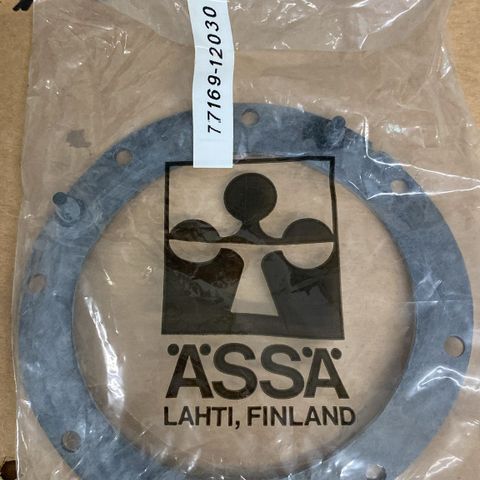 77169-12030
ÄSSÄ
LAHTI, FINLAND